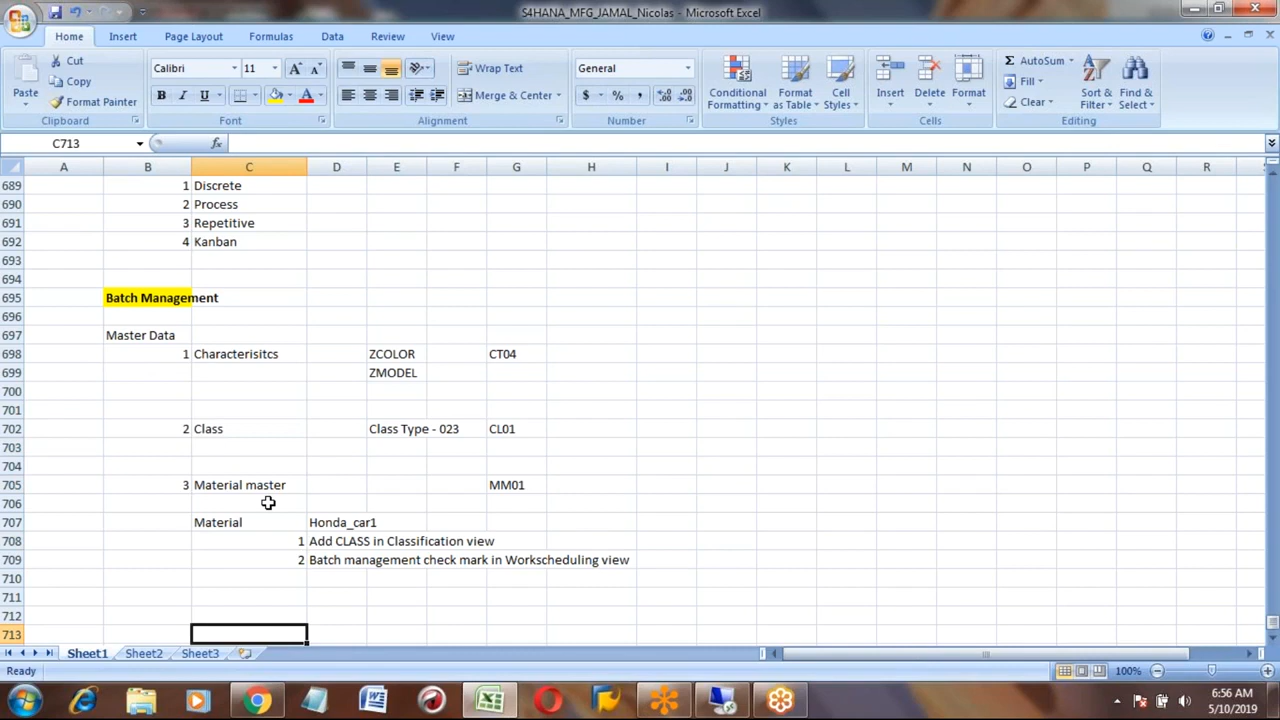 S4HANA_MFG_JAMAL_Nicolas - Microsoft Excel
Home Insert Page Layout Formulas Data Review View
Paste
Cut
Copy
Format Painter
Clipboard
Calibri 11
B I U
Font
Wrap Text
Merge & Center
Alignment
General
$ % ,
Number
Conditional Formatting
Format as Table
Cell Styles
Styles
Insert Delete Format
Cells
AutoSum
Fill
Clear
Sort & Filter
Find & Select
Editing
C713 fx
A B C D E F G H I J K L M N O P Q R
689 1 Discrete
690 2 Process
691 3 Repetitive
692 4 Kanban
693
694
695 Batch Management
696
697 Master Data
698 1 Characterisitcs ZCOLOR CT04
699 ZMODEL
700
701
702 2 Class Class Type - 023 CL01
703
704
705 3 Material master MM01
706
707 Material Honda_car1
708 1 Add CLASS in Classification view
709 2 Batch management check mark in Workscheduling view
710
711
712
713
Sheet1 Sheet2 Sheet3
Ready 100%
6:56 AM
5/10/2019